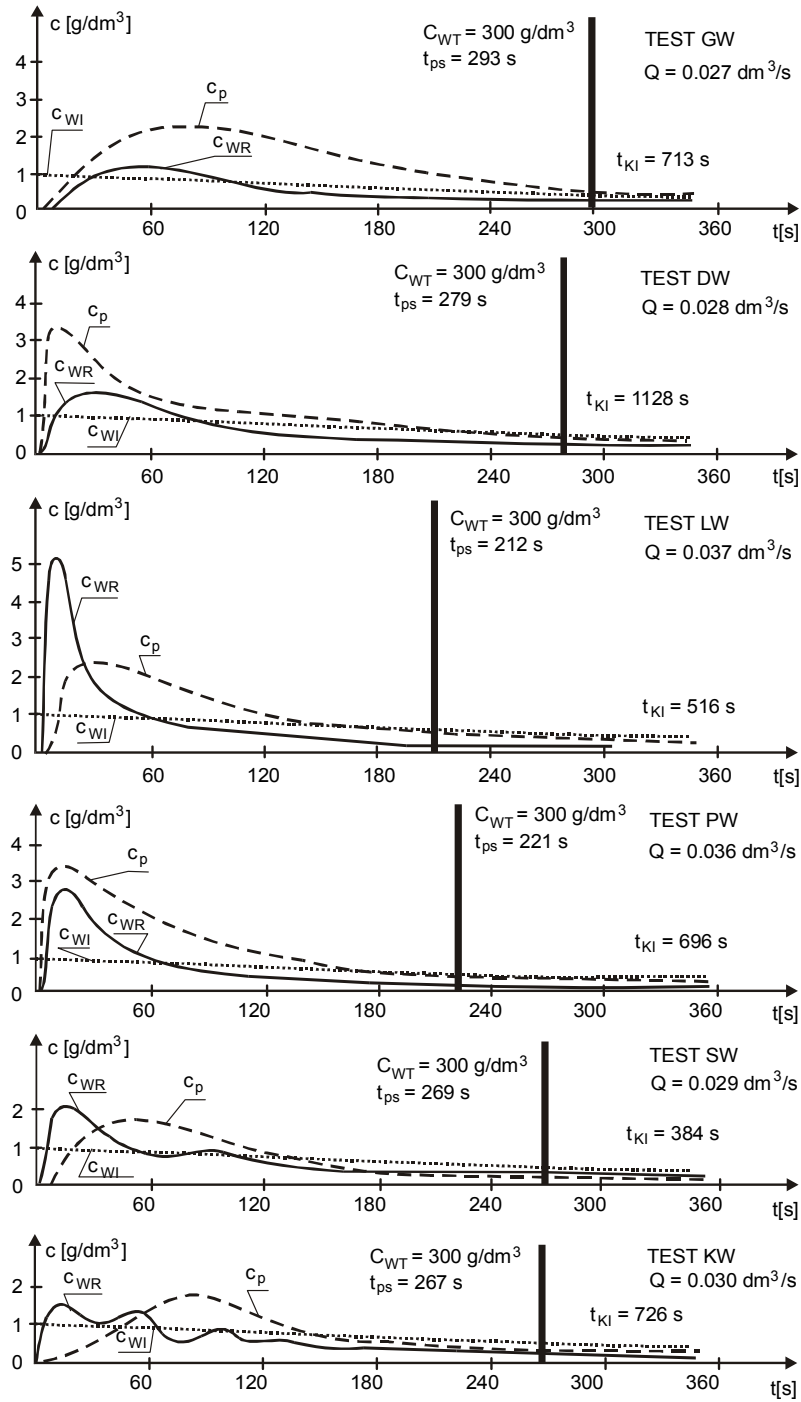 c [g/dm³]
C_WT = 300 g/dm³
t_ps = 293 s
TEST GW
Q = 0.027 dm³/s
4
3
2
1
0
c_WI
c_p
c_WR
t_KI = 713 s
60 120 180 240 300 360
t[s]
c [g/dm³]
C_WT = 300 g/dm³
t_ps = 279 s
TEST DW
Q = 0.028 dm³/s
4
3
2
1
0
c_p
c_WR
c_WI
t_KI = 1128 s
60 120 180 240 300 360
t[s]
c [g/dm³]
C_WT = 300 g/dm³
t_ps = 212 s
TEST LW
Q = 0.037 dm³/s
5
4
3
2
1
0
c_WR
c_p
c_WI
t_KI = 516 s
60 120 180 240 300 360
t[s]
c [g/dm³]
C_WT = 300 g/dm³
t_ps = 221 s
TEST PW
Q = 0.036 dm³/s
4
3
2
1
0
c_p
c_WR
c_WI
t_KI = 696 s
60 120 180 240 300 360
t[s]
c [g/dm³]
C_WT = 300 g/dm³
t_ps = 269 s
TEST SW
Q = 0.029 dm³/s
2
1
0
c_WR
c_p
c_WI
t_KI = 384 s
60 120 180 240 300 360
t[s]
c [g/dm³]
C_WT = 300 g/dm³
t_ps = 267 s
TEST KW
Q = 0.030 dm³/s
2
1
0
c_WR
c_p
c_WI
t_KI = 726 s
60 120 180 240 300 360
t[s]